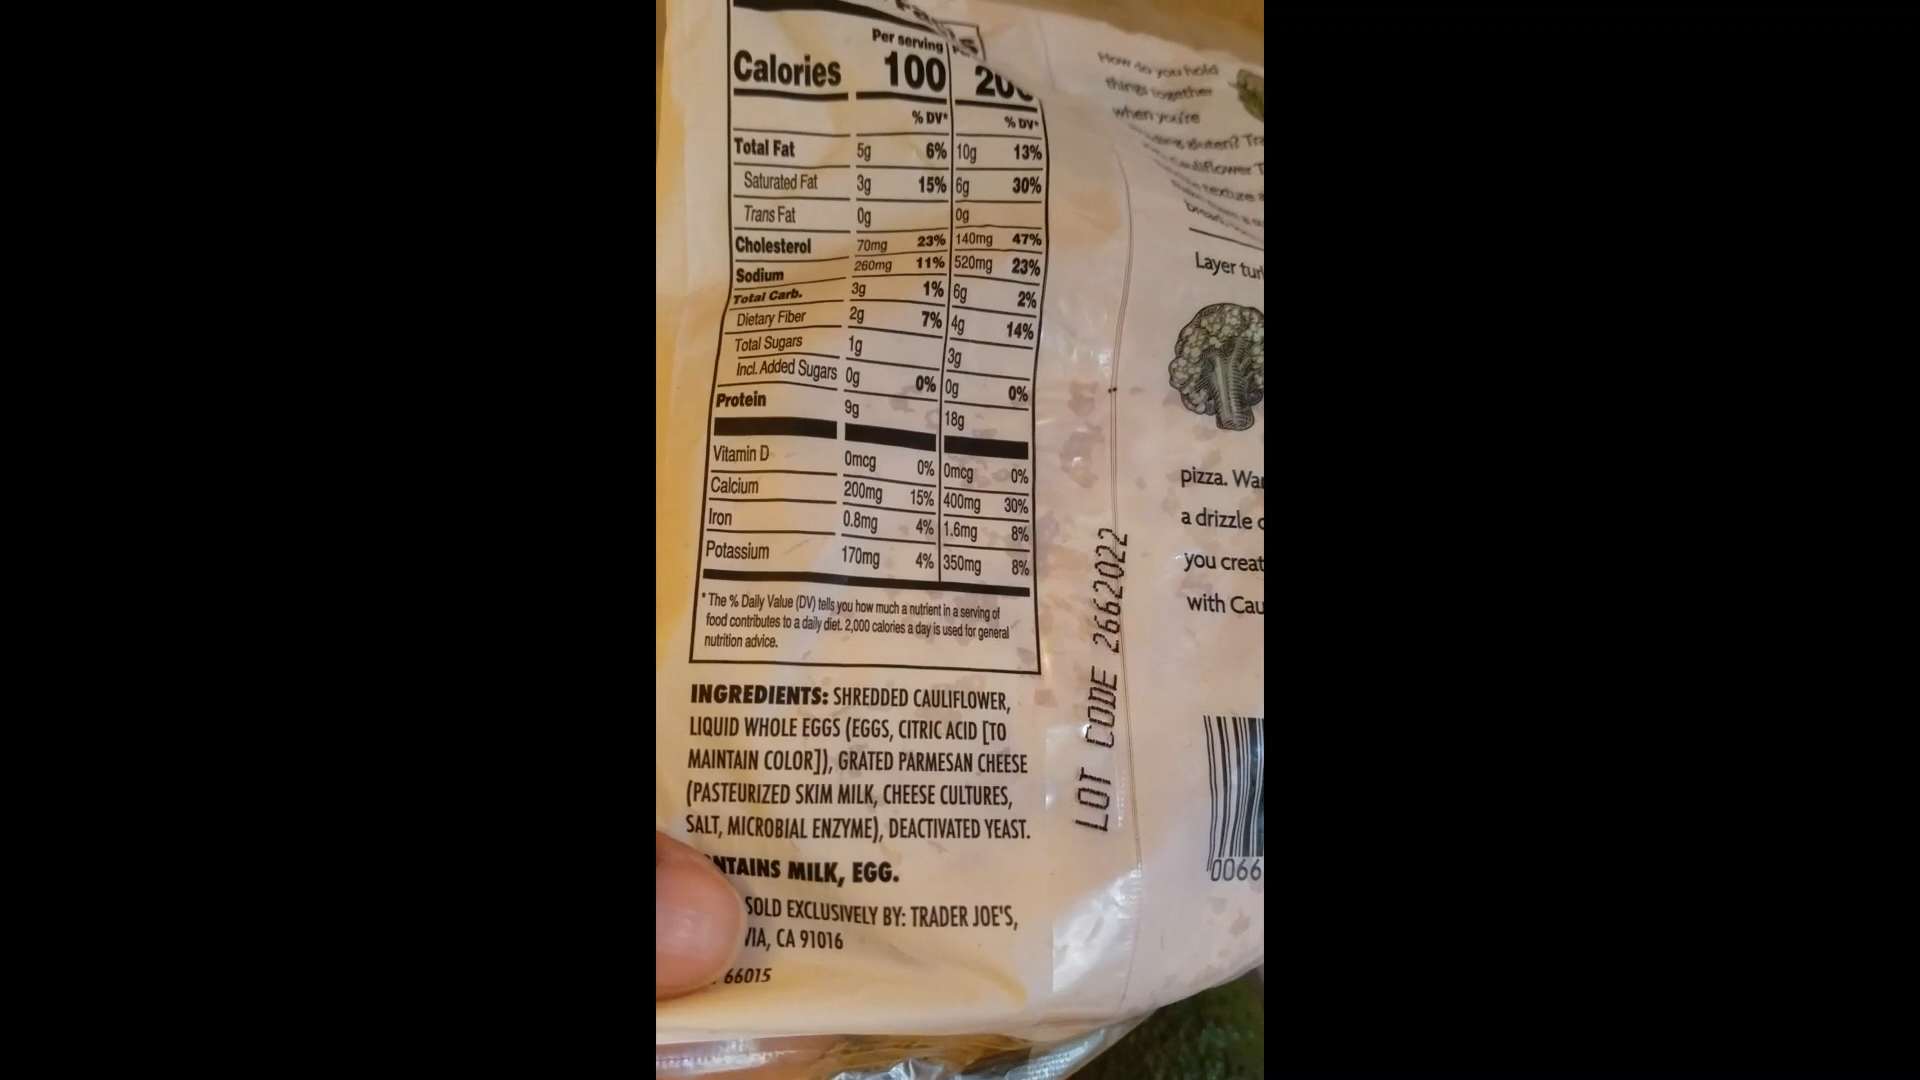 Per serving
Calories 100
% DV* % DV*
Total Fat 5g 6% 10g 13%
Saturated Fat 3g 15% 6g 30%
Trans Fat 0g 0g
Cholesterol 70mg 23% 140mg 47%
Sodium 260mg 11% 520mg 23%
Total Carb. 3g 1% 6g 2%
Dietary Fiber 2g 7% 4g 14%
Total Sugars 1g 3g
Incl. Added Sugars 0g 0% 0g 0%
Protein 9g 18g
Vitamin D 0mcg 0% 0mcg 0%
Calcium 200mg 15% 400mg 30%
Iron 0.8mg 4% 1.6mg 8%
Potassium 170mg 4% 350mg 8%
* The % Daily Value (DV) tells you how much a nutrient in a serving of
food contributes to a daily diet. 2,000 calories a day is used for general
nutrition advice.
INGREDIENTS: SHREDDED CAULIFLOWER,
LIQUID WHOLE EGGS (EGGS, CITRIC ACID [TO
MAINTAIN COLOR]), GRATED PARMESAN CHEESE
(PASTEURIZED SKIM MILK, CHEESE CULTURES,
SALT, MICROBIAL ENZYME), DEACTIVATED YEAST.
NTAINS MILK, EGG.
SOLD EXCLUSIVELY BY: TRADER JOE'S,
VIA, CA 91016
66015
LOT CODE 2662022
How do you hold
things together
when you're
gluten? Tra
Layer tur
pizza. Wa
a drizzle
you creat
with Cau
0066